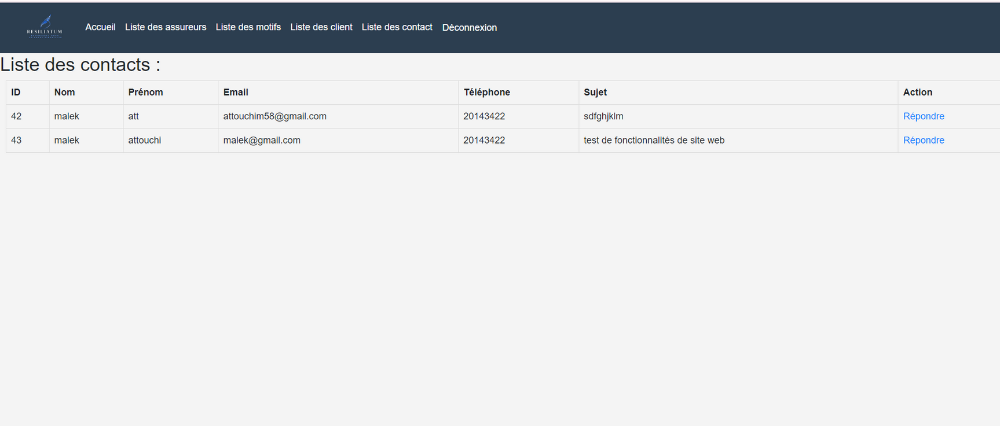 RESILIATUM
Accueil Liste des assureurs Liste des motifs Liste des client Liste des contact Déconnexion
Liste des contacts :
ID Nom Prénom Email Téléphone Sujet Action
42 malek att attouchim58@gmail.com 20143422 sdfghjklm Répondre
43 malek attouchi malek@gmail.com 20143422 test de fonctionnalités de site web Répondre